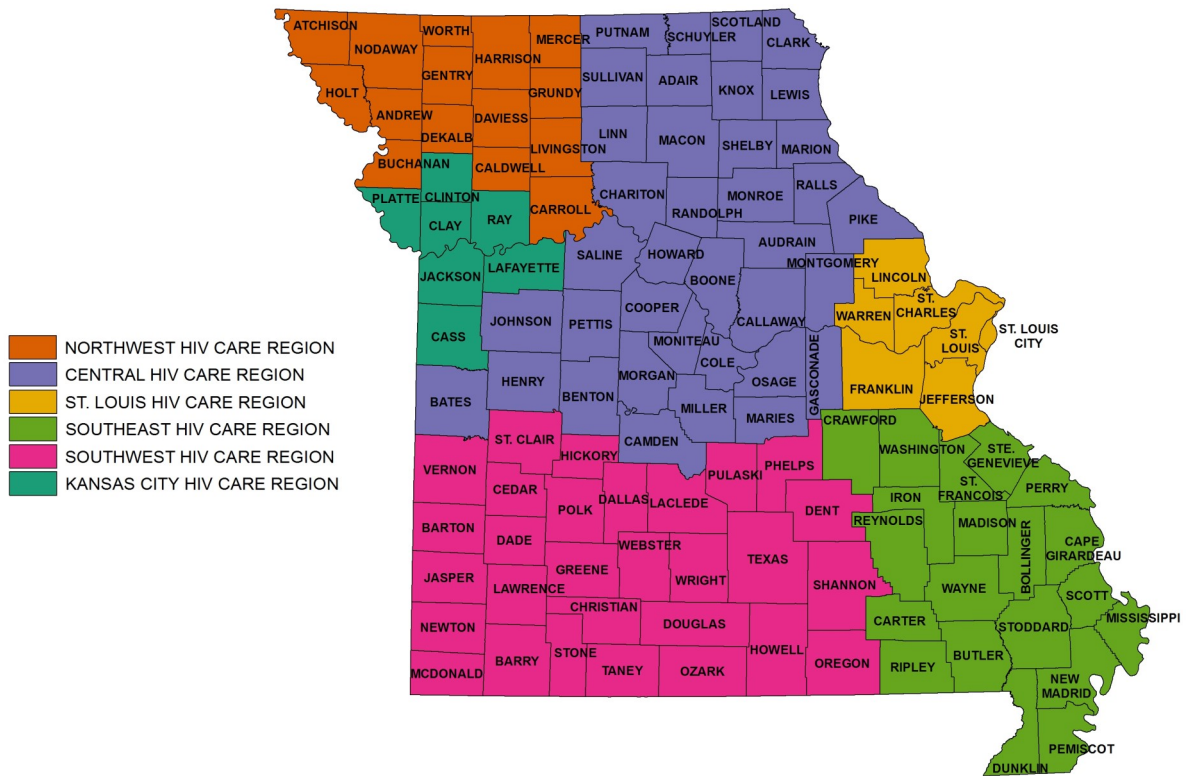 ATCHISON
NODAWAY
WORTH
HARRISON
MERCER
PUTNAM
SCHUYLER
SCOTLAND
CLARK
HOLT
GENTRY
GRUNDY
SULLIVAN
ADAIR
KNOX
LEWIS
ANDREW
DEKALB
DAVIESS
LIVINGSTON
LINN
MACON
SHELBY
MARION
BUCHANAN
CALDWELL
PLATTE
CLINTON
CLAY
RAY
CARROLL
CHARITON
RANDOLPH
MONROE
RALLS
PIKE
AUDRAIN
JACKSON
LAFAYETTE
SALINE
HOWARD
BOONE
MONTGOMERY
LINCOLN
CASS
JOHNSON
PETTIS
COOPER
MONITEAU
CALLAWAY
WARREN
ST.
CHARLES
ST.
LOUIS
ST. LOUIS
CITY
BATES
HENRY
BENTON
MORGAN
COLE
MILLER
OSAGE
MARIES
GASCONADE
FRANKLIN
JEFFERSON
CAMDEN
NORTHWEST HIV CARE REGION
CENTRAL HIV CARE REGION
ST. LOUIS HIV CARE REGION
SOUTHEAST HIV CARE REGION
SOUTHWEST HIV CARE REGION
KANSAS CITY HIV CARE REGION
VERNON
ST. CLAIR
HICKORY
CEDAR
POLK
DALLAS
LACLEDE
PULASKI
PHELPS
DENT
CRAWFORD
WASHINGTON
STE.
GENEVIEVE
ST.
FRANCOIS
PERRY
IRON
REYNOLDS
MADISON
BOLLINGER
CAPE
GIRARDEAU
BARTON
DADE
WEBSTER
GREENE
WRIGHT
TEXAS
SHANNON
JASPER
LAWRENCE
CHRISTIAN
DOUGLAS
NEWTON
MCDONALD
BARRY
STONE
TANEY
OZARK
HOWELL
OREGON
WAYNE
CARTER
RIPLEY
BUTLER
STODDARD
SCOTT
MISSISSIPPI
NEW
MADRID
PEMISCOT
DUNKLIN